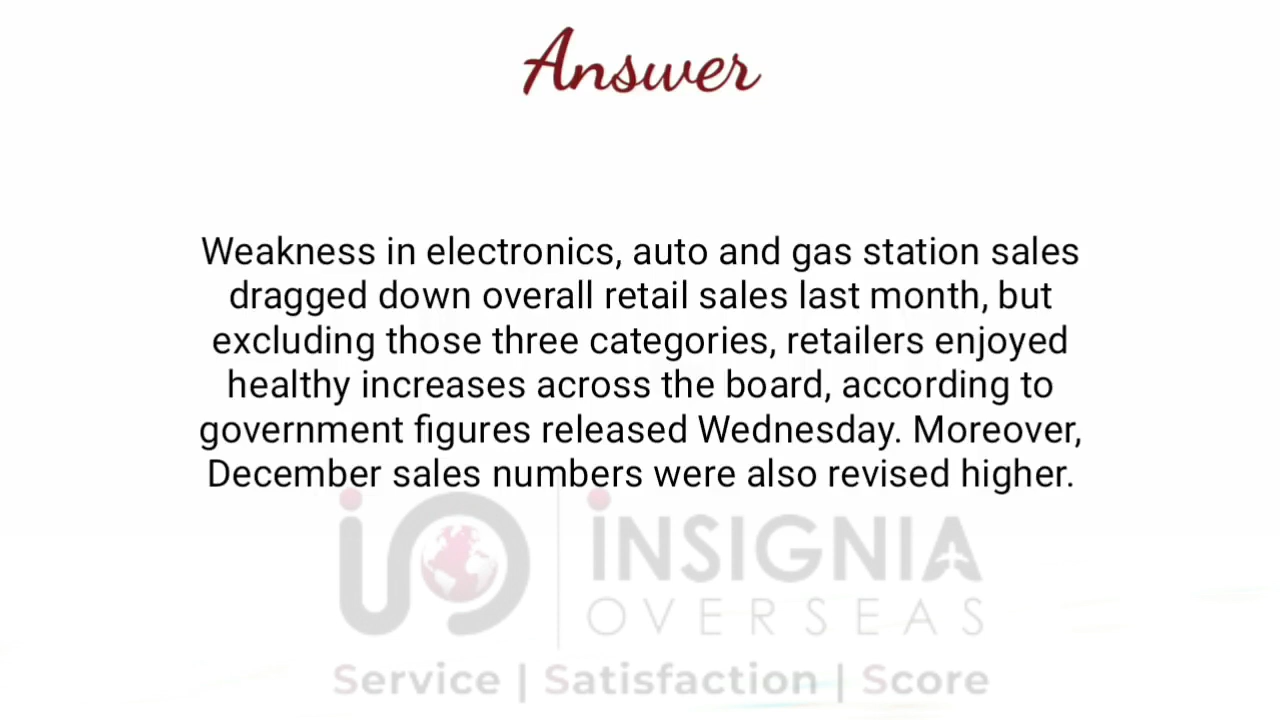 Answer
Weakness in electronics, auto and gas station sales
dragged down overall retail sales last month, but
excluding those three categories, retailers enjoyed
healthy increases across the board, according to
government figures released Wednesday. Moreover,
December sales numbers were also revised higher.
iNSIGNIA
OVERSEAS
Service | Satisfaction | Score